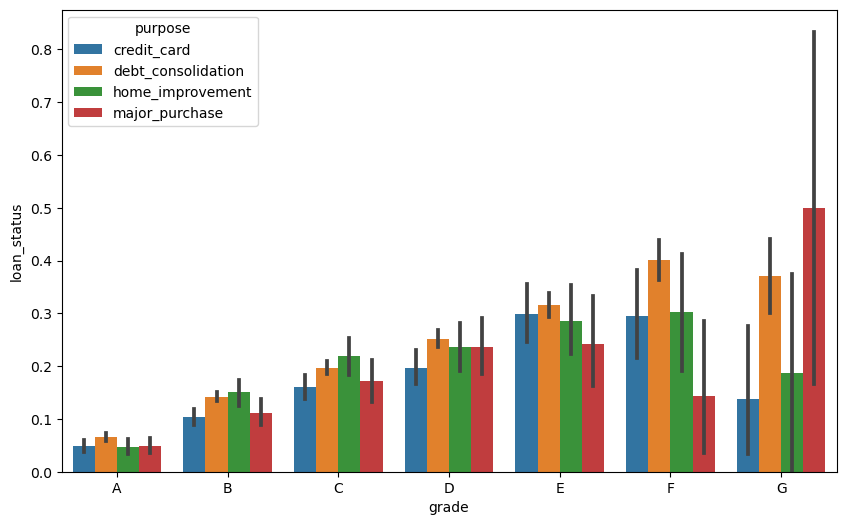 purpose
credit_card
debt_consolidation
home_improvement
major_purchase
0.8
0.7
0.6
0.5
0.4
0.3
0.2
0.1
0.0
loan_status
A B C D E F G
grade